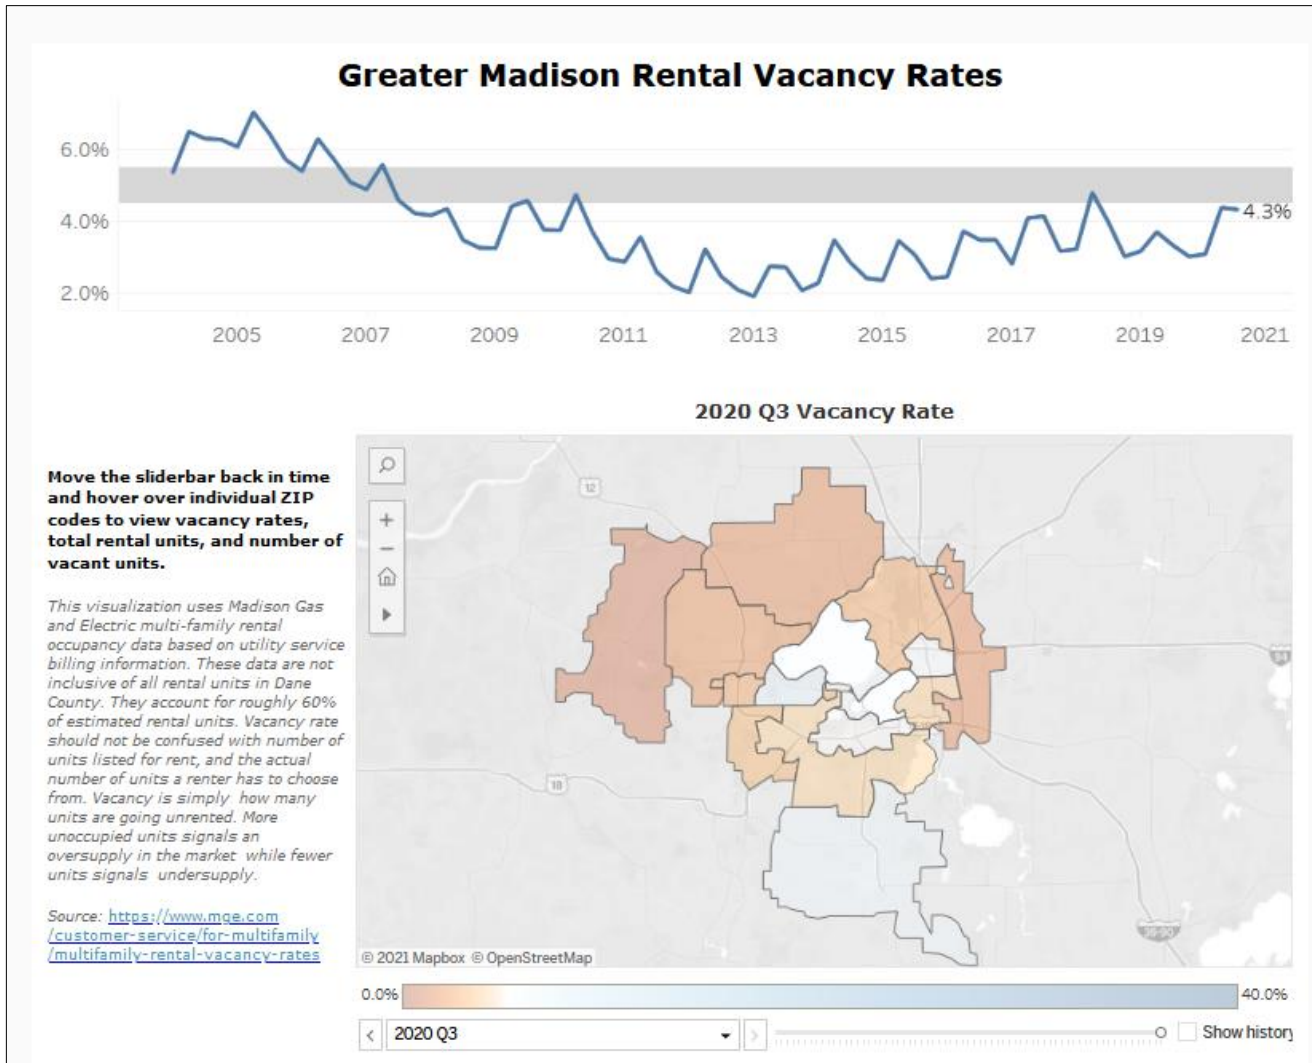 Greater Madison Rental Vacancy Rates
6.0%
4.0%
2.0%
4.3%
2005 2007 2009 2011 2013 2015 2017 2019 2021
2020 Q3 Vacancy Rate
Move the sliderbar back in time
and hover over individual ZIP
codes to view vacancy rates,
total rental units, and number of
vacant units.
This visualization uses Madison Gas
and Electric multi-family rental
occupancy data based on utility service
billing information. These data are not
inclusive of all rental units in Dane
County. They account for roughly 60%
of estimated rental units. Vacancy rate
should not be confused with number of
units listed for rent, and the actual
number of units a renter has to choose
from. Vacancy is simply how many
units are going unrented. More
unoccupied units signals an
oversupply in the market while fewer
units signals undersupply.
Source: https://www.mge.com
/customer-service/for-multifamily
/multifamily-rental-vacancy-rates
12
94
18
39-90
© 2021 Mapbox © OpenStreetMap
0.0%
40.0%
2020 Q3
Show history